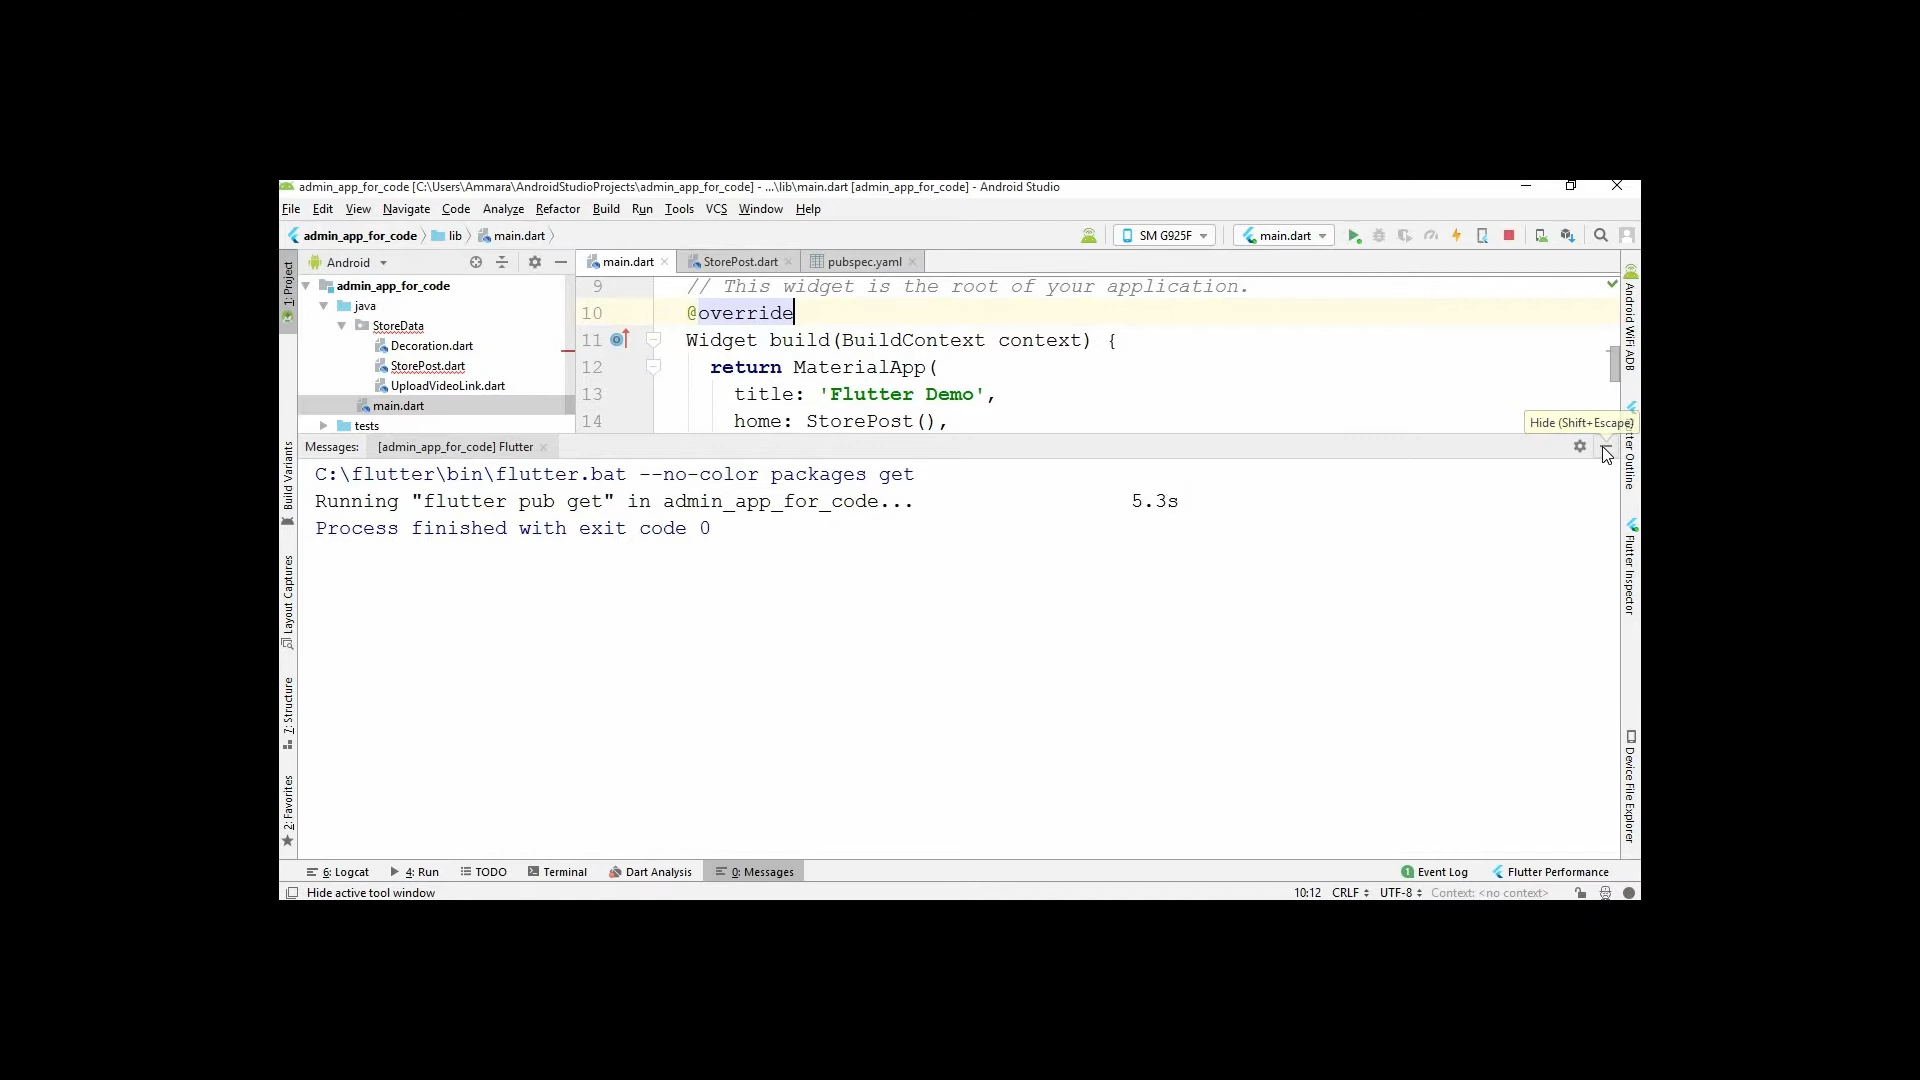 admin_app_for_code [C:\Users\Ammara\AndroidStudioProjects\admin_app_for_code] - ...\lib\main.dart [admin_app_for_code] - Android Studio
File Edit View Navigate Code Analyze Refactor Build Run Tools VCS Window Help
admin_app_for_code lib main.dart SM G925F main.dart
1: Project
Android
main.dart StorePost.dart pubspec.yaml
admin_app_for_code
java
StoreData
Decoration.dart
StorePost.dart
UploadVideoLink.dart
main.dart
tests
9 // This widget is the root of your application.
10 @override
11 Widget build(BuildContext context) {
12 return MaterialApp(
13 title: 'Flutter Demo',
14 home: StorePost(),
Hide (Shift+Escape)
Messages: [admin_app_for_code] Flutter
C:\flutter\bin\flutter.bat --no-color packages get
Running "flutter pub get" in admin_app_for_code... 5.3s
Process finished with exit code 0
Build Variants
Layout Captures
7: Structure
2: Favorites
Android WiFi ADB
Outline
Flutter Inspector
Device File Explorer
6: Logcat 4: Run TODO Terminal Dart Analysis 0: Messages 1 Event Log Flutter Performance
Hide active tool window 10:12 CRLF UTF-8 Context: <no context>